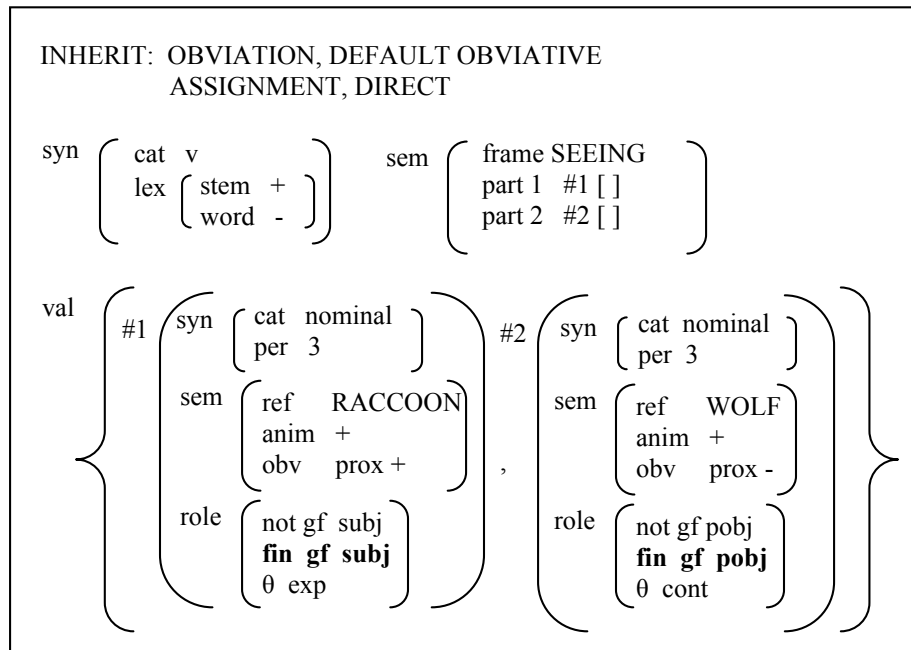 INHERIT: OBVIATION, DEFAULT OBVIATIVE
ASSIGNMENT, DIRECT
syn cat v
lex stem +
word -
sem frame SEEING
part 1 #1 [ ]
part 2 #2 [ ]
val
#1 syn cat nominal
per 3
sem ref RACCOON
anim +
obv prox +
role not gf subj
fin gf subj
θ exp
,
#2 syn cat nominal
per 3
sem ref WOLF
anim +
obv prox -
role not gf pobj
fin gf pobj
θ cont